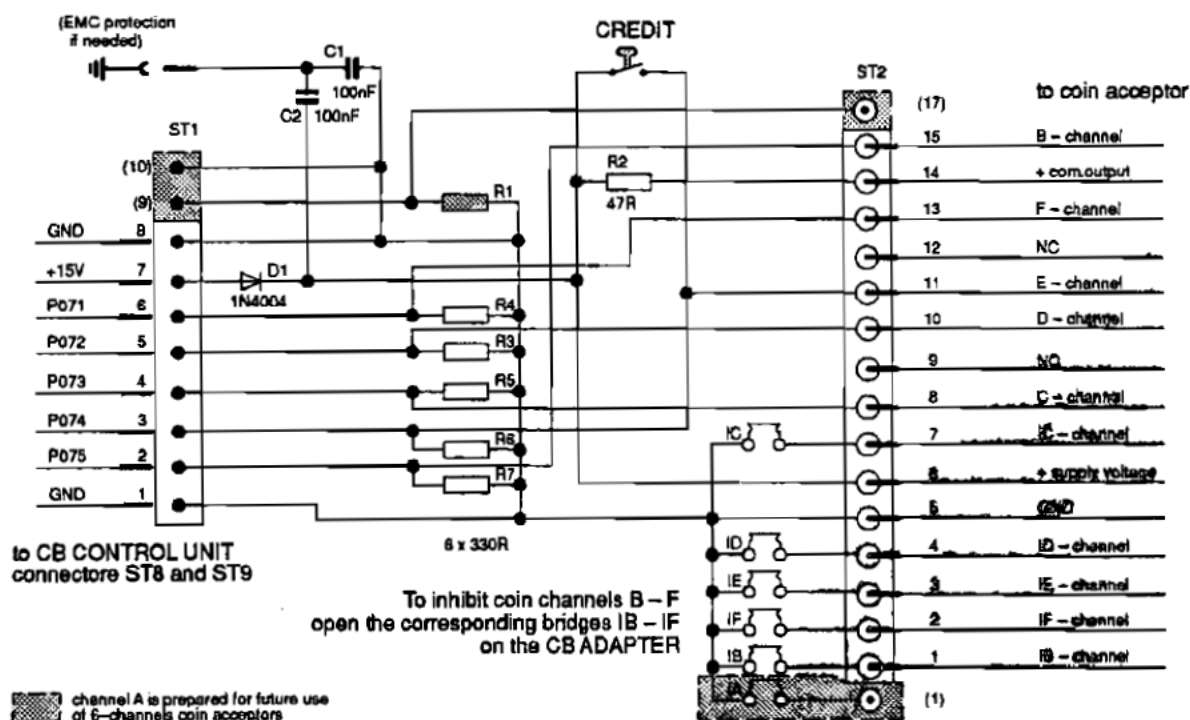 (EMC protection
if needed)
C1
100nF
C2 100nF
CREDIT
ST1
ST2
to coin acceptor
(10)
(9)
GND 8
+15V 7
P071 6
P072 5
P073 4
P074 3
P075 2
GND 1
D1
1N4004
R1
R2
47R
R4
R3
R5
R6
R7
6 x 330R
(17)
15 B – channel
14 + com.output
13 F – channel
12 NC
11 E – channel
10 D – channel
9 NC
8 C – channel
7 IC – channel
6 + supply voltage
5 GND
4 ID – channel
3 IE – channel
2 IF – channel
1 IB – channel
(1)
IC
ID
IE
IF
IB
IA
to CB CONTROL UNIT
connectore ST8 and ST9
To inhibit coin channels B – F
open the corresponding bridges IB – IF
on the CB ADAPTER
channel A is prepared for future use
of 6–channels coin acceptors